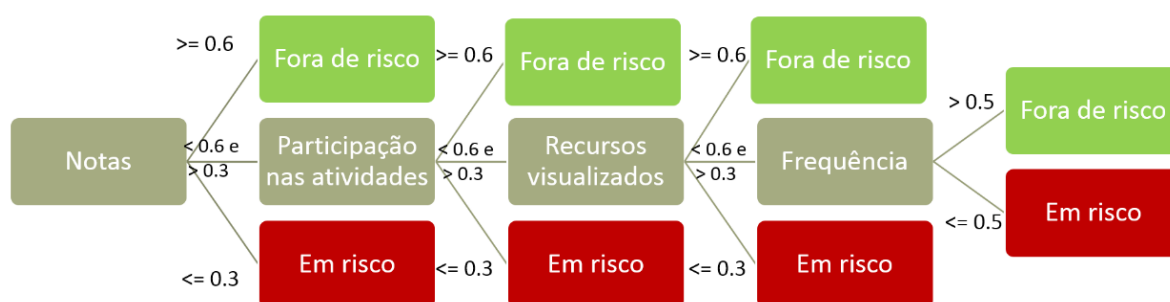 >= 0.6
Fora de risco
>= 0.6
Fora de risco
>= 0.6
Fora de risco
> 0.5
Fora de risco
Notas
< 0.6 e
> 0.3
Participação
nas atividades
< 0.6 e
> 0.3
Recursos
visualizados
< 0.6 e
> 0.3
Frequência
<= 0.5
Em risco
<= 0.3
Em risco
<= 0.3
Em risco
<= 0.3
Em risco